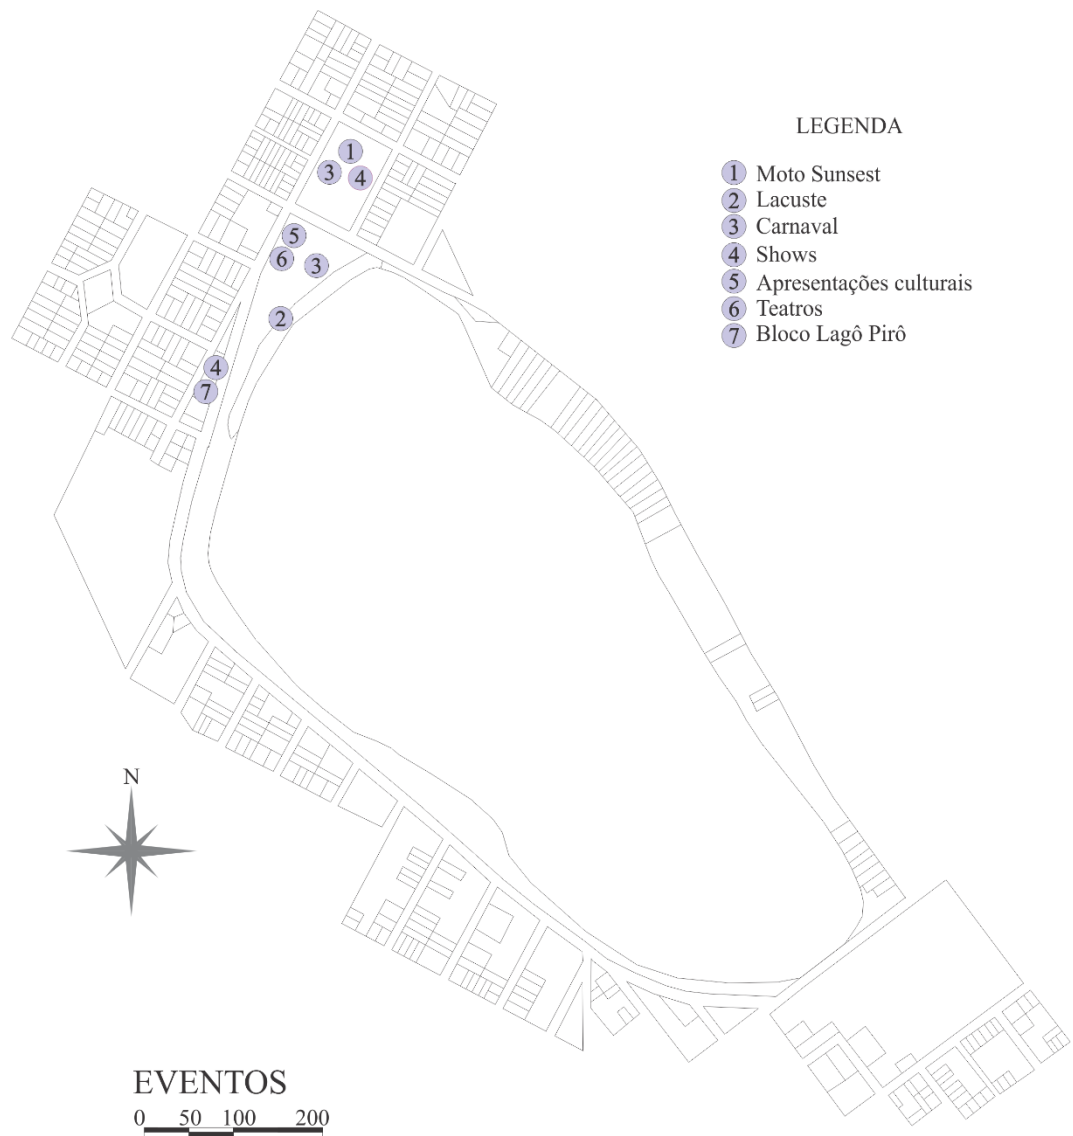 LEGENDA
1 Moto Sunsest
2 Lacuste
3 Carnaval
4 Shows
5 Apresentações culturais
6 Teatros
7 Bloco Lagô Pirô
1
3 4
5
6 3
2
4
7
N
EVENTOS
0 50 100 200